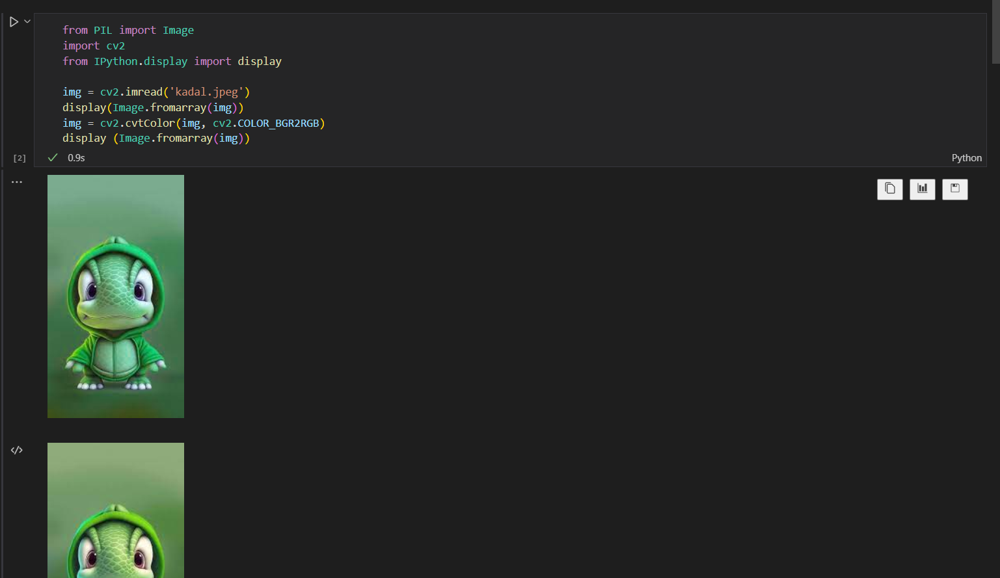 from PIL import Image
import cv2
from IPython.display import display
img = cv2.imread('kadal.jpeg')
display(Image.fromarray(img))
img = cv2.cvtColor(img, cv2.COLOR_BGR2RGB)
display (Image.fromarray(img))
[2]
0.9s
Python